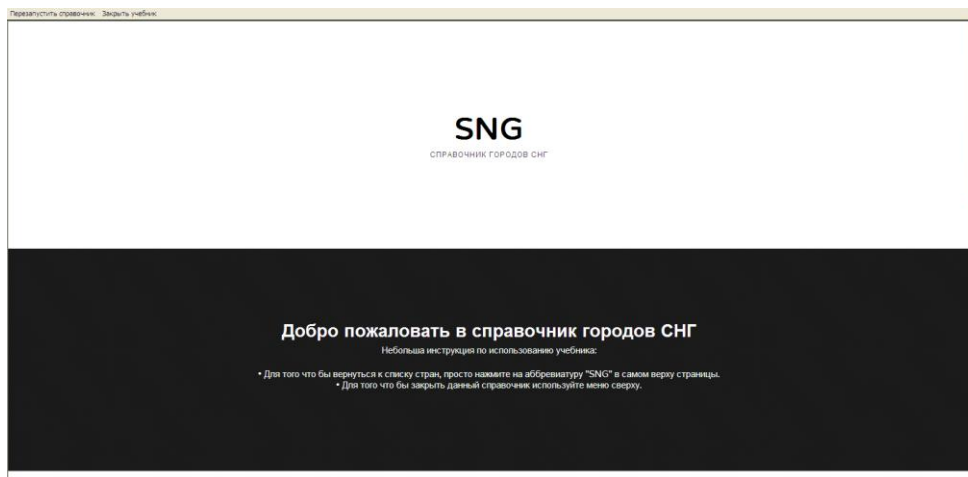 Перезапустить справочник Закрыть учебник
SNG
СПРАВОЧНИК ГОРОДОВ СНГ
Добро пожаловать в справочник городов СНГ
Небольша инструкция по использованию учебника:
• Для того что бы вернуться к списку стран, просто нажмите на аббревиатуру "SNG" в самом верху страницы.
• Для того что бы закрыть данный справочник используйте меню сверху.